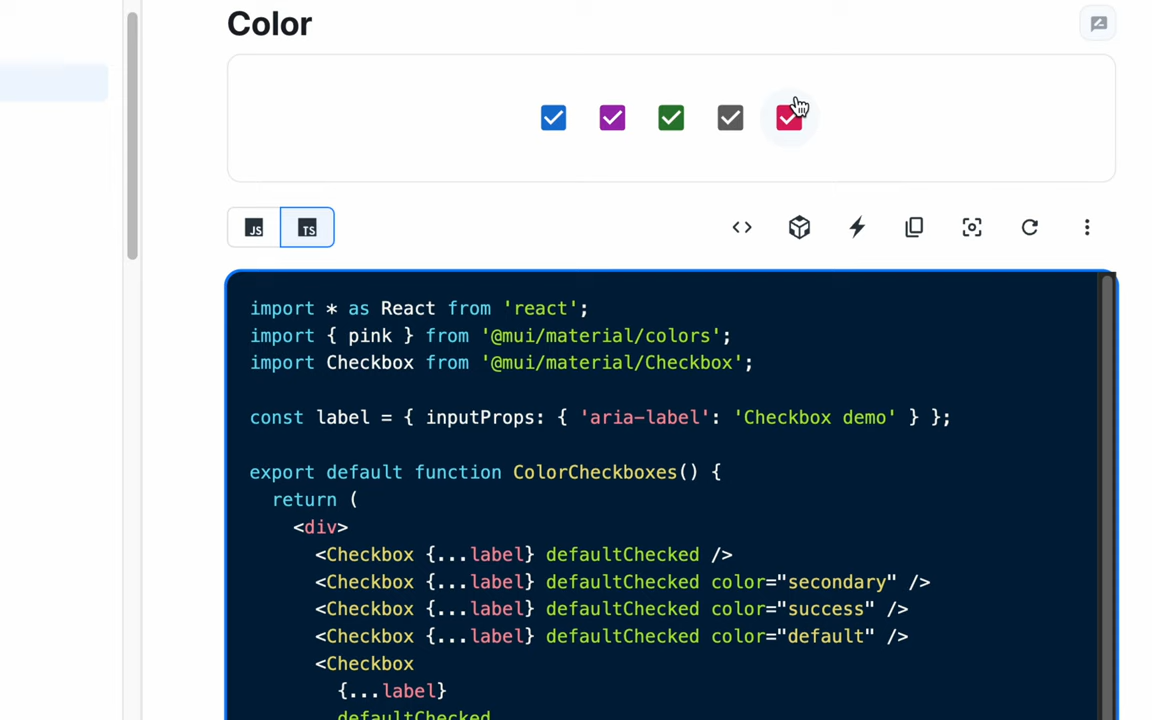 Color
JS TS
import * as React from 'react';
import { pink } from '@mui/material/colors';
import Checkbox from '@mui/material/Checkbox';
const label = { inputProps: { 'aria-label': 'Checkbox demo' } };
export default function ColorCheckboxes() {
return (
<div>
<Checkbox {...label} defaultChecked />
<Checkbox {...label} defaultChecked color="secondary" />
<Checkbox {...label} defaultChecked color="success" />
<Checkbox {...label} defaultChecked color="default" />
<Checkbox
{...label}
defaultChecked